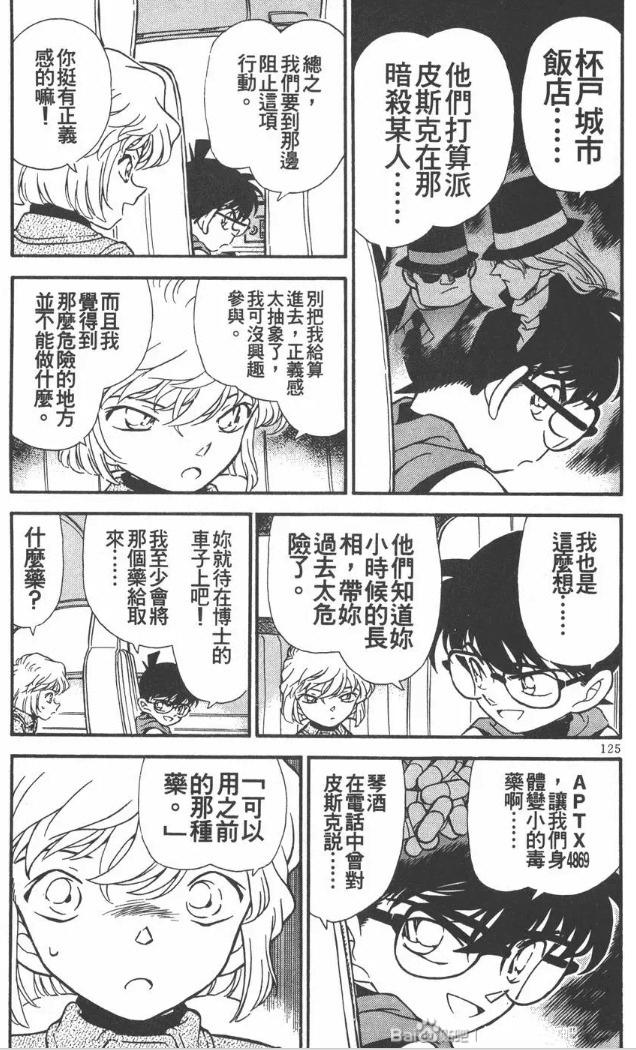 杯戸城市
飯店……
他們打算派
皮斯克在那
暗殺某人……
總之，
我們要到那邊
阻止這項
行動。
你挺有正義
感的嘛！
別把我給算
進去，正義感
太抽象了，
我可沒興趣
參與。
而且我
覺得到
那麼危險的地方
並不能做什麼。
我也是
這麼想……
他們知道妳
小時候的長
相，帶妳
過去太危
險了。
妳就待在博士的
車子上吧！
我至少會將
那個藥給取
來……
什麼藥？
125
APTX4869
，讓我們身
體變小的毒
藥啊……
琴酒
在電話中曾對
皮斯克説……
「可以
用之前
的那種
藥。」
Bai
吧